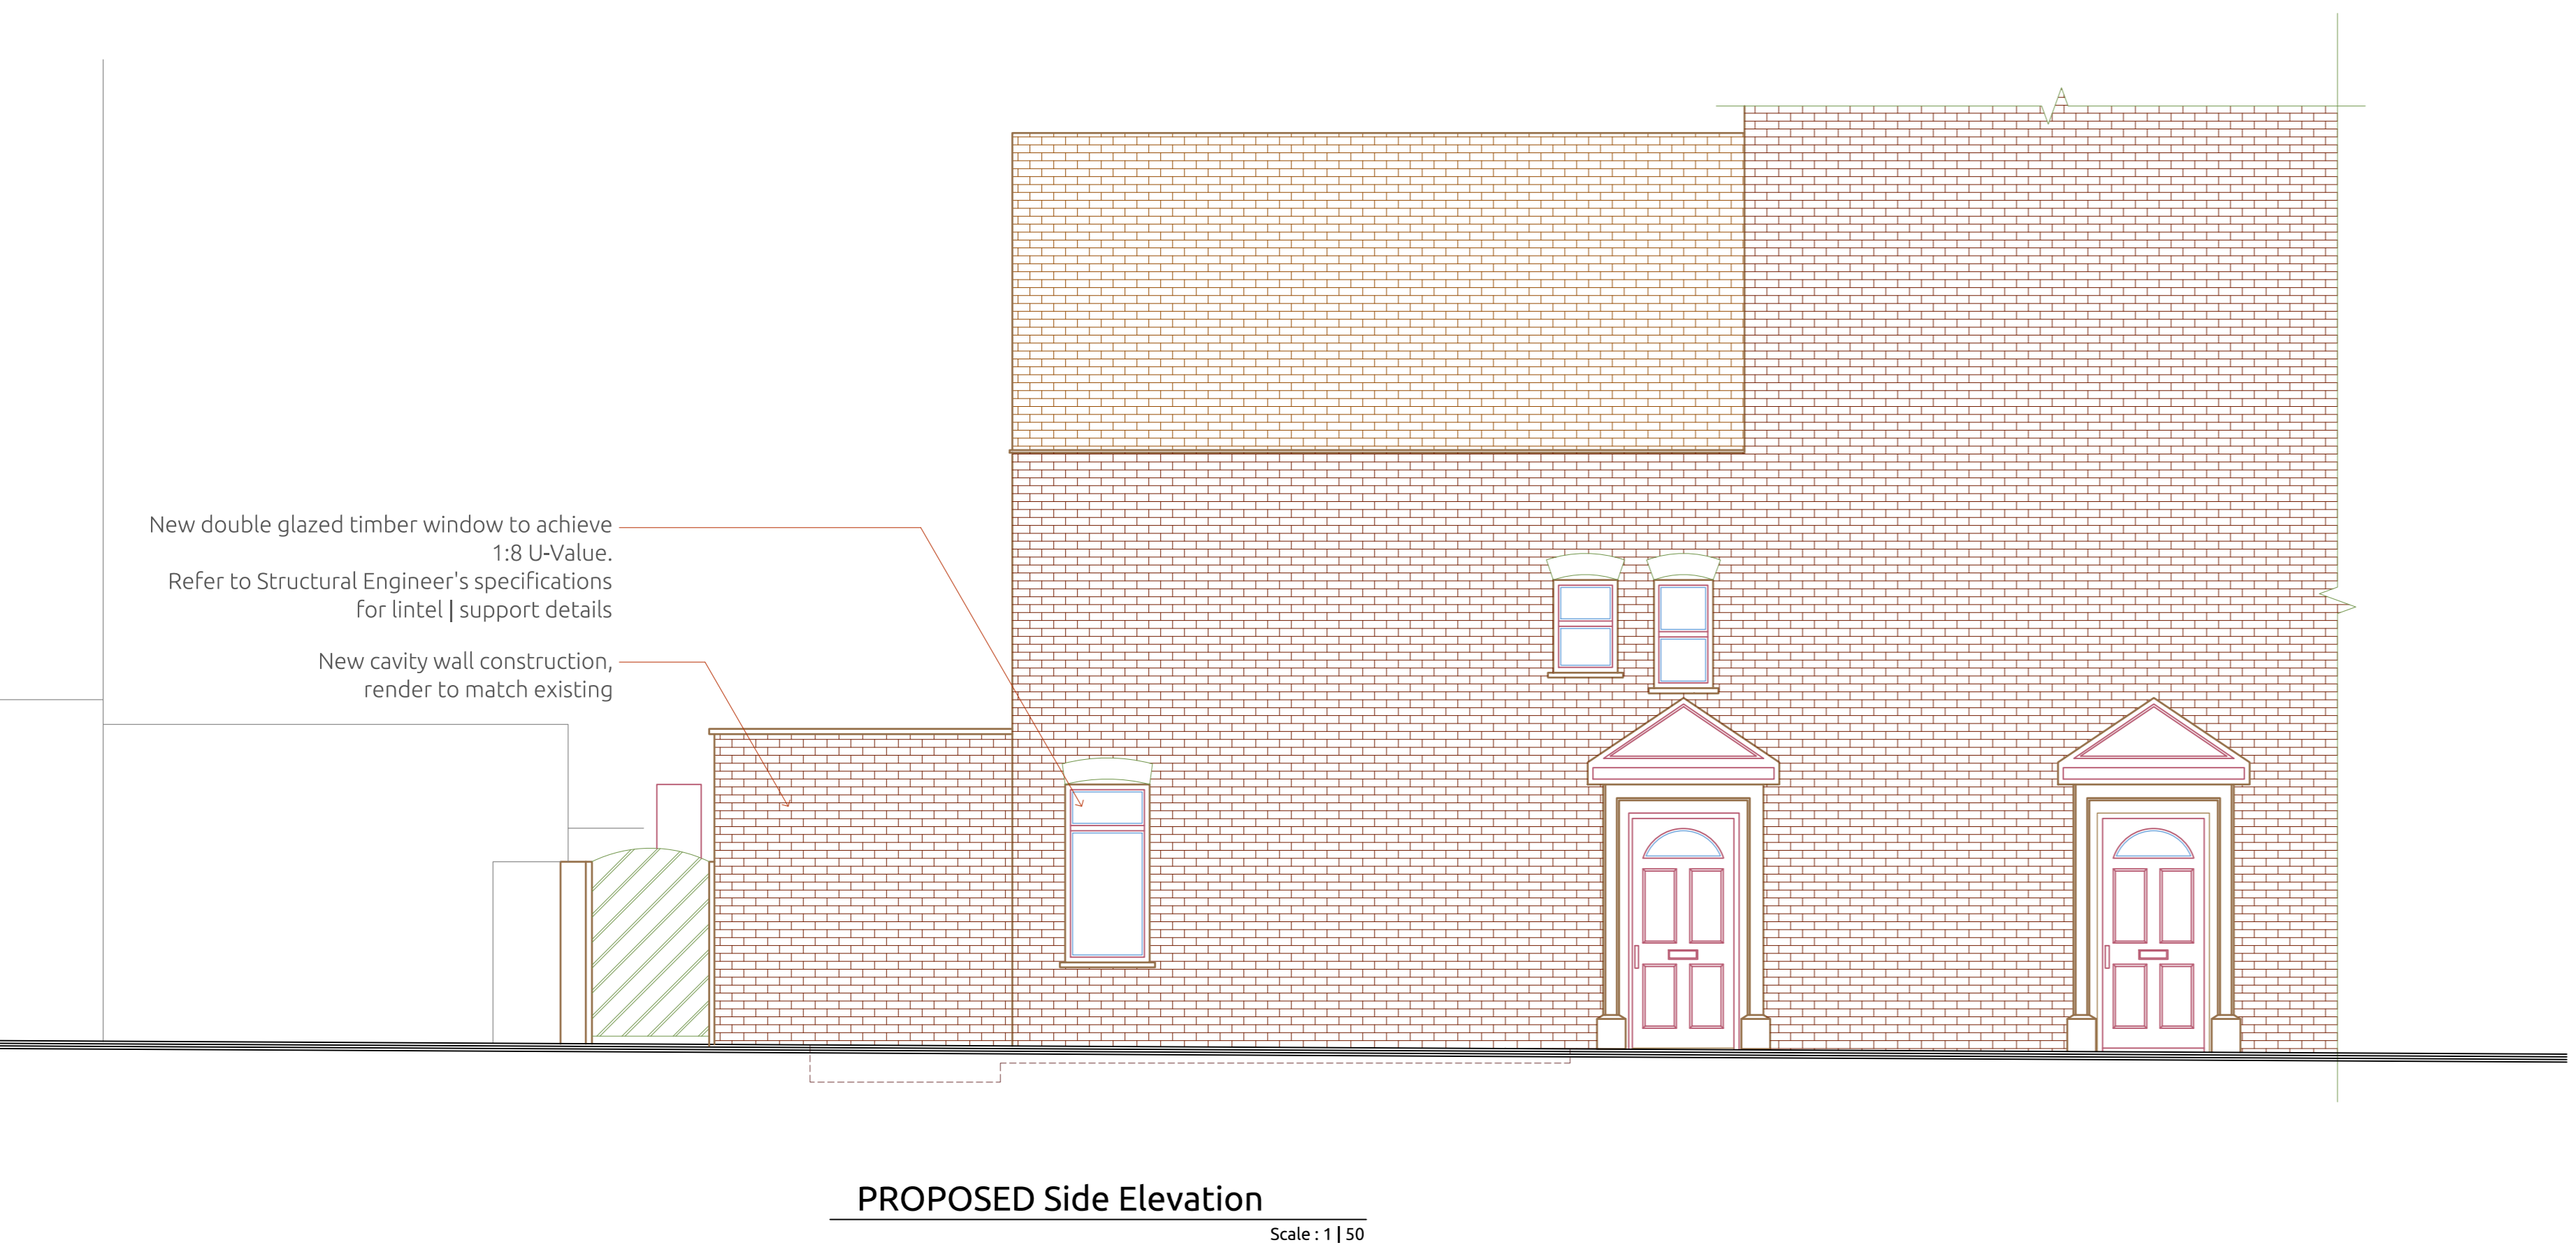 New double glazed timber window to achieve
1:8 U-Value.
Refer to Structural Engineer's specifications
for lintel | support details
New cavity wall construction,
render to match existing
PROPOSED Side Elevation
Scale : 1 | 50